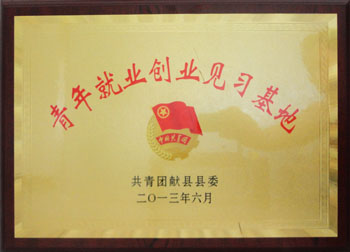 青年就业创业见习基地
共青团献县县委
二〇一三年六月